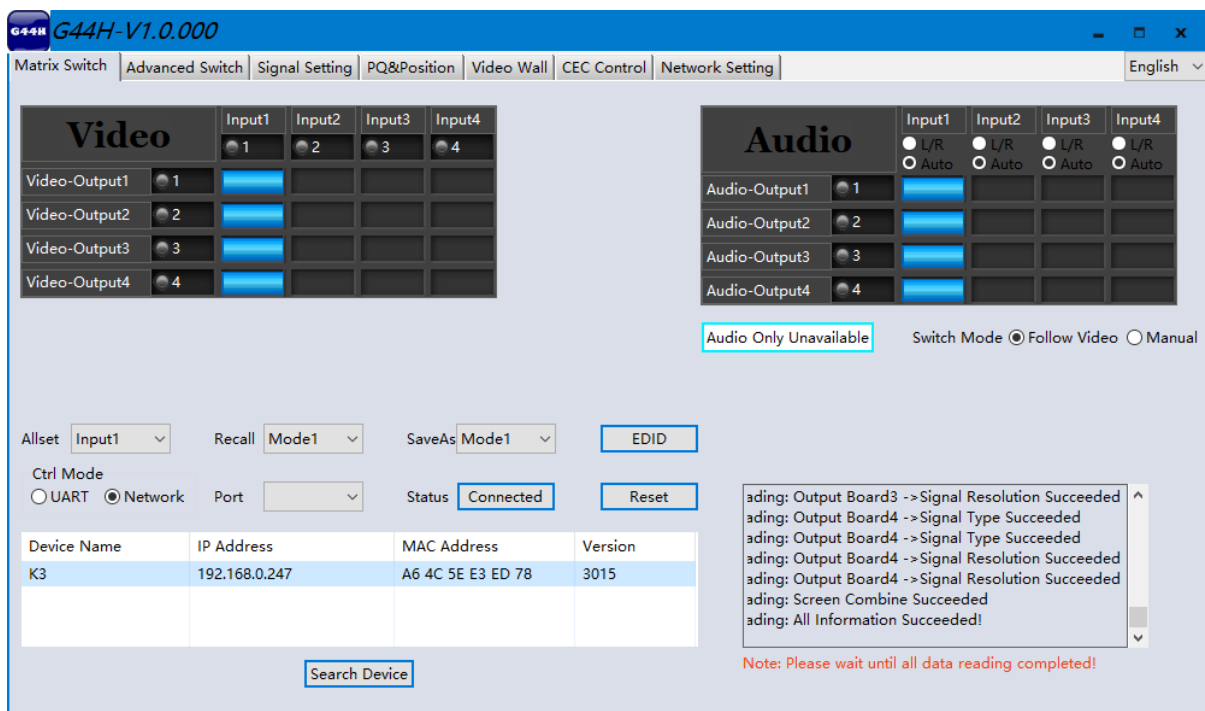 G44H G44H-V1.0.000
Matrix Switch Advanced Switch Signal Setting PQ&Position Video Wall CEC Control Network Setting English
Video Input1 Input2 Input3 Input4
1 2 3 4
Video-Output1 1
Video-Output2 2
Video-Output3 3
Video-Output4 4
Audio Input1 Input2 Input3 Input4
L/R L/R L/R L/R
Auto Auto Auto Auto
Audio-Output1 1
Audio-Output2 2
Audio-Output3 3
Audio-Output4 4
Audio Only Unavailable Switch Mode Follow Video Manual
Allset Input1 Recall Mode1 SaveAs Mode1 EDID
Ctrl Mode
UART Network Port Status Connected Reset
Device Name IP Address MAC Address Version
K3 192.168.0.247 A6 4C 5E E3 ED 78 3015
Search Device
ading: Output Board3 ->Signal Resolution Succeeded
ading: Output Board4 ->Signal Type Succeeded
ading: Output Board4 ->Signal Type Succeeded
ading: Output Board4 ->Signal Resolution Succeeded
ading: Output Board4 ->Signal Resolution Succeeded
ading: Screen Combine Succeeded
ading: All Information Succeeded!
Note: Please wait until all data reading completed!